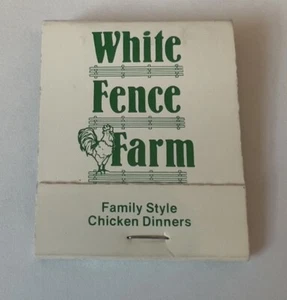 White
Fence
Farm
Family Style
Chicken Dinners